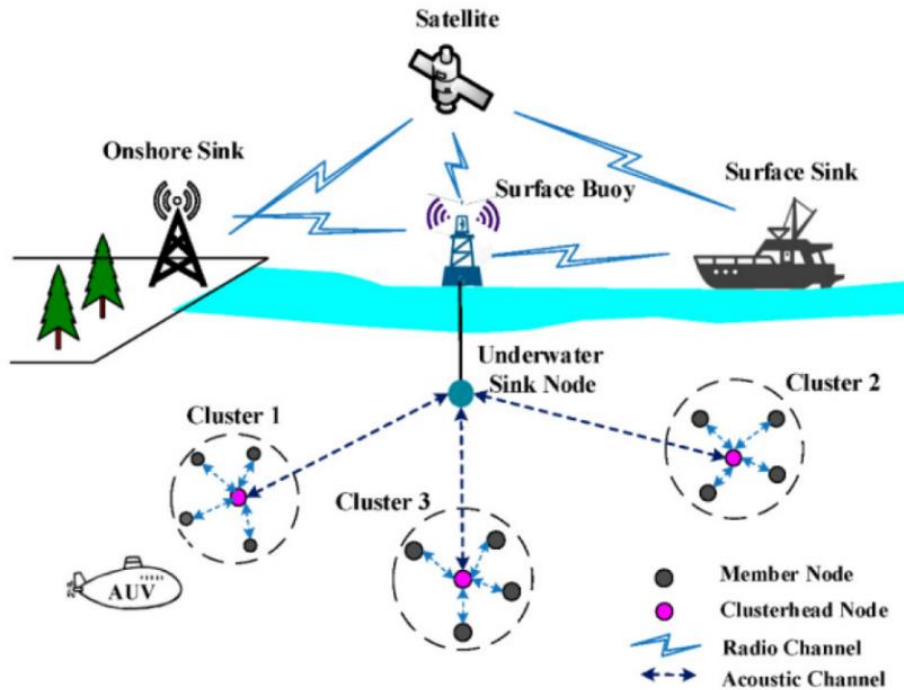 Satellite
Onshore Sink
Surface Buoy
Surface Sink
Underwater
Sink Node
Cluster 1
Cluster 2
Cluster 3
AUV
Member Node
Clusterhead Node
Radio Channel
Acoustic Channel